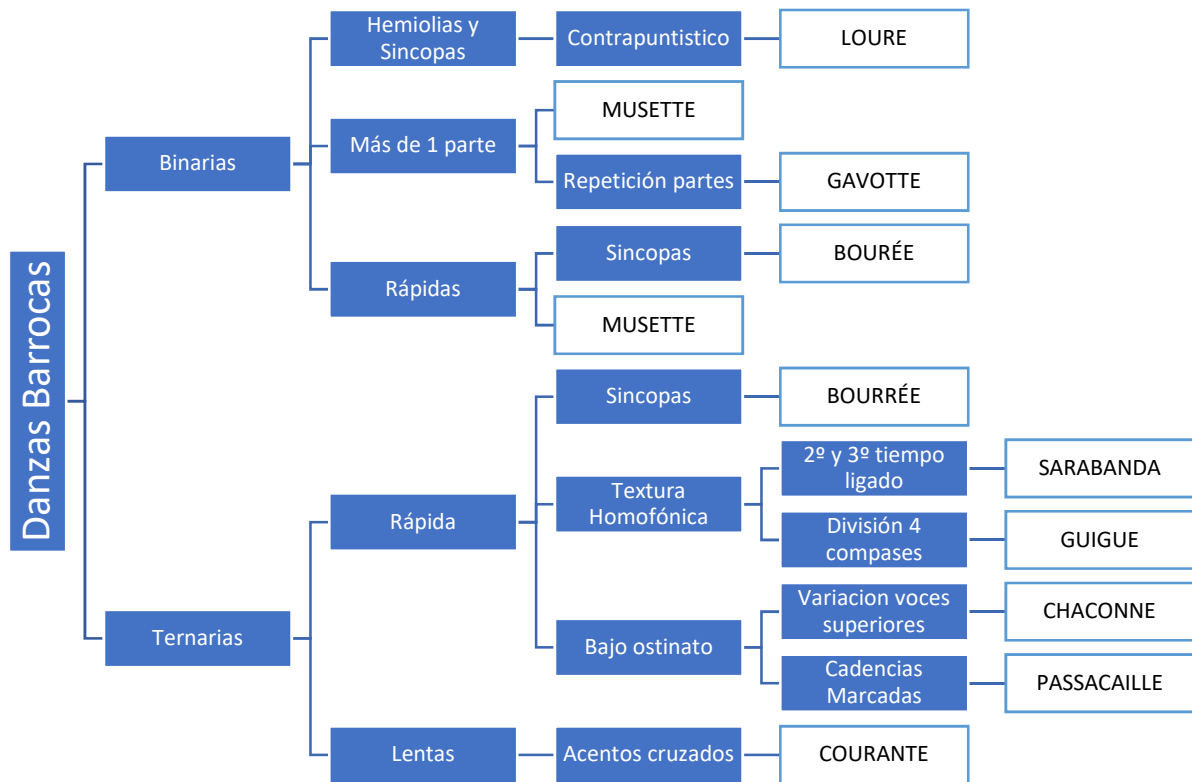 Danzas Barrocas
Binarias
Hemiolias y
Sincopas
Contrapuntistico
LOURE
Más de 1 parte
MUSETTE
Repetición partes
GAVOTTE
Rápidas
Sincopas
BOURÉE
MUSETTE
Ternarias
Rápida
Sincopas
BOURRÉE
Textura
Homofónica
2º y 3º tiempo
ligado
SARABANDA
División 4
compases
GUIGUE
Bajo ostinato
Variacion voces
superiores
CHACONNE
Cadencias
Marcadas
PASSACAILLE
Lentas
Acentos cruzados
COURANTE